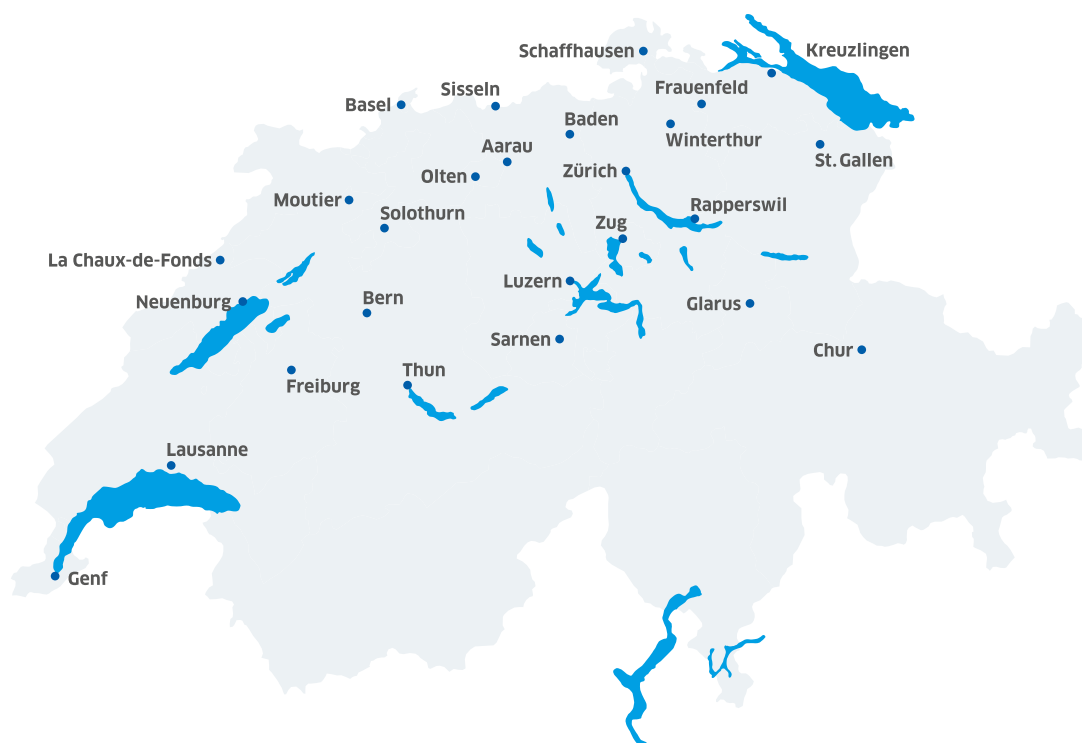 Schaffhausen
Kreuzlingen
Sisseln
Frauenfeld
Basel
Baden
Winterthur
Aarau
St. Gallen
Olten
Zürich
Moutier
Rapperswil
Solothurn
Zug
La Chaux-de-Fonds
Luzern
Neuenburg
Bern
Glarus
Sarnen
Chur
Thun
Freiburg
Lausanne
Genf